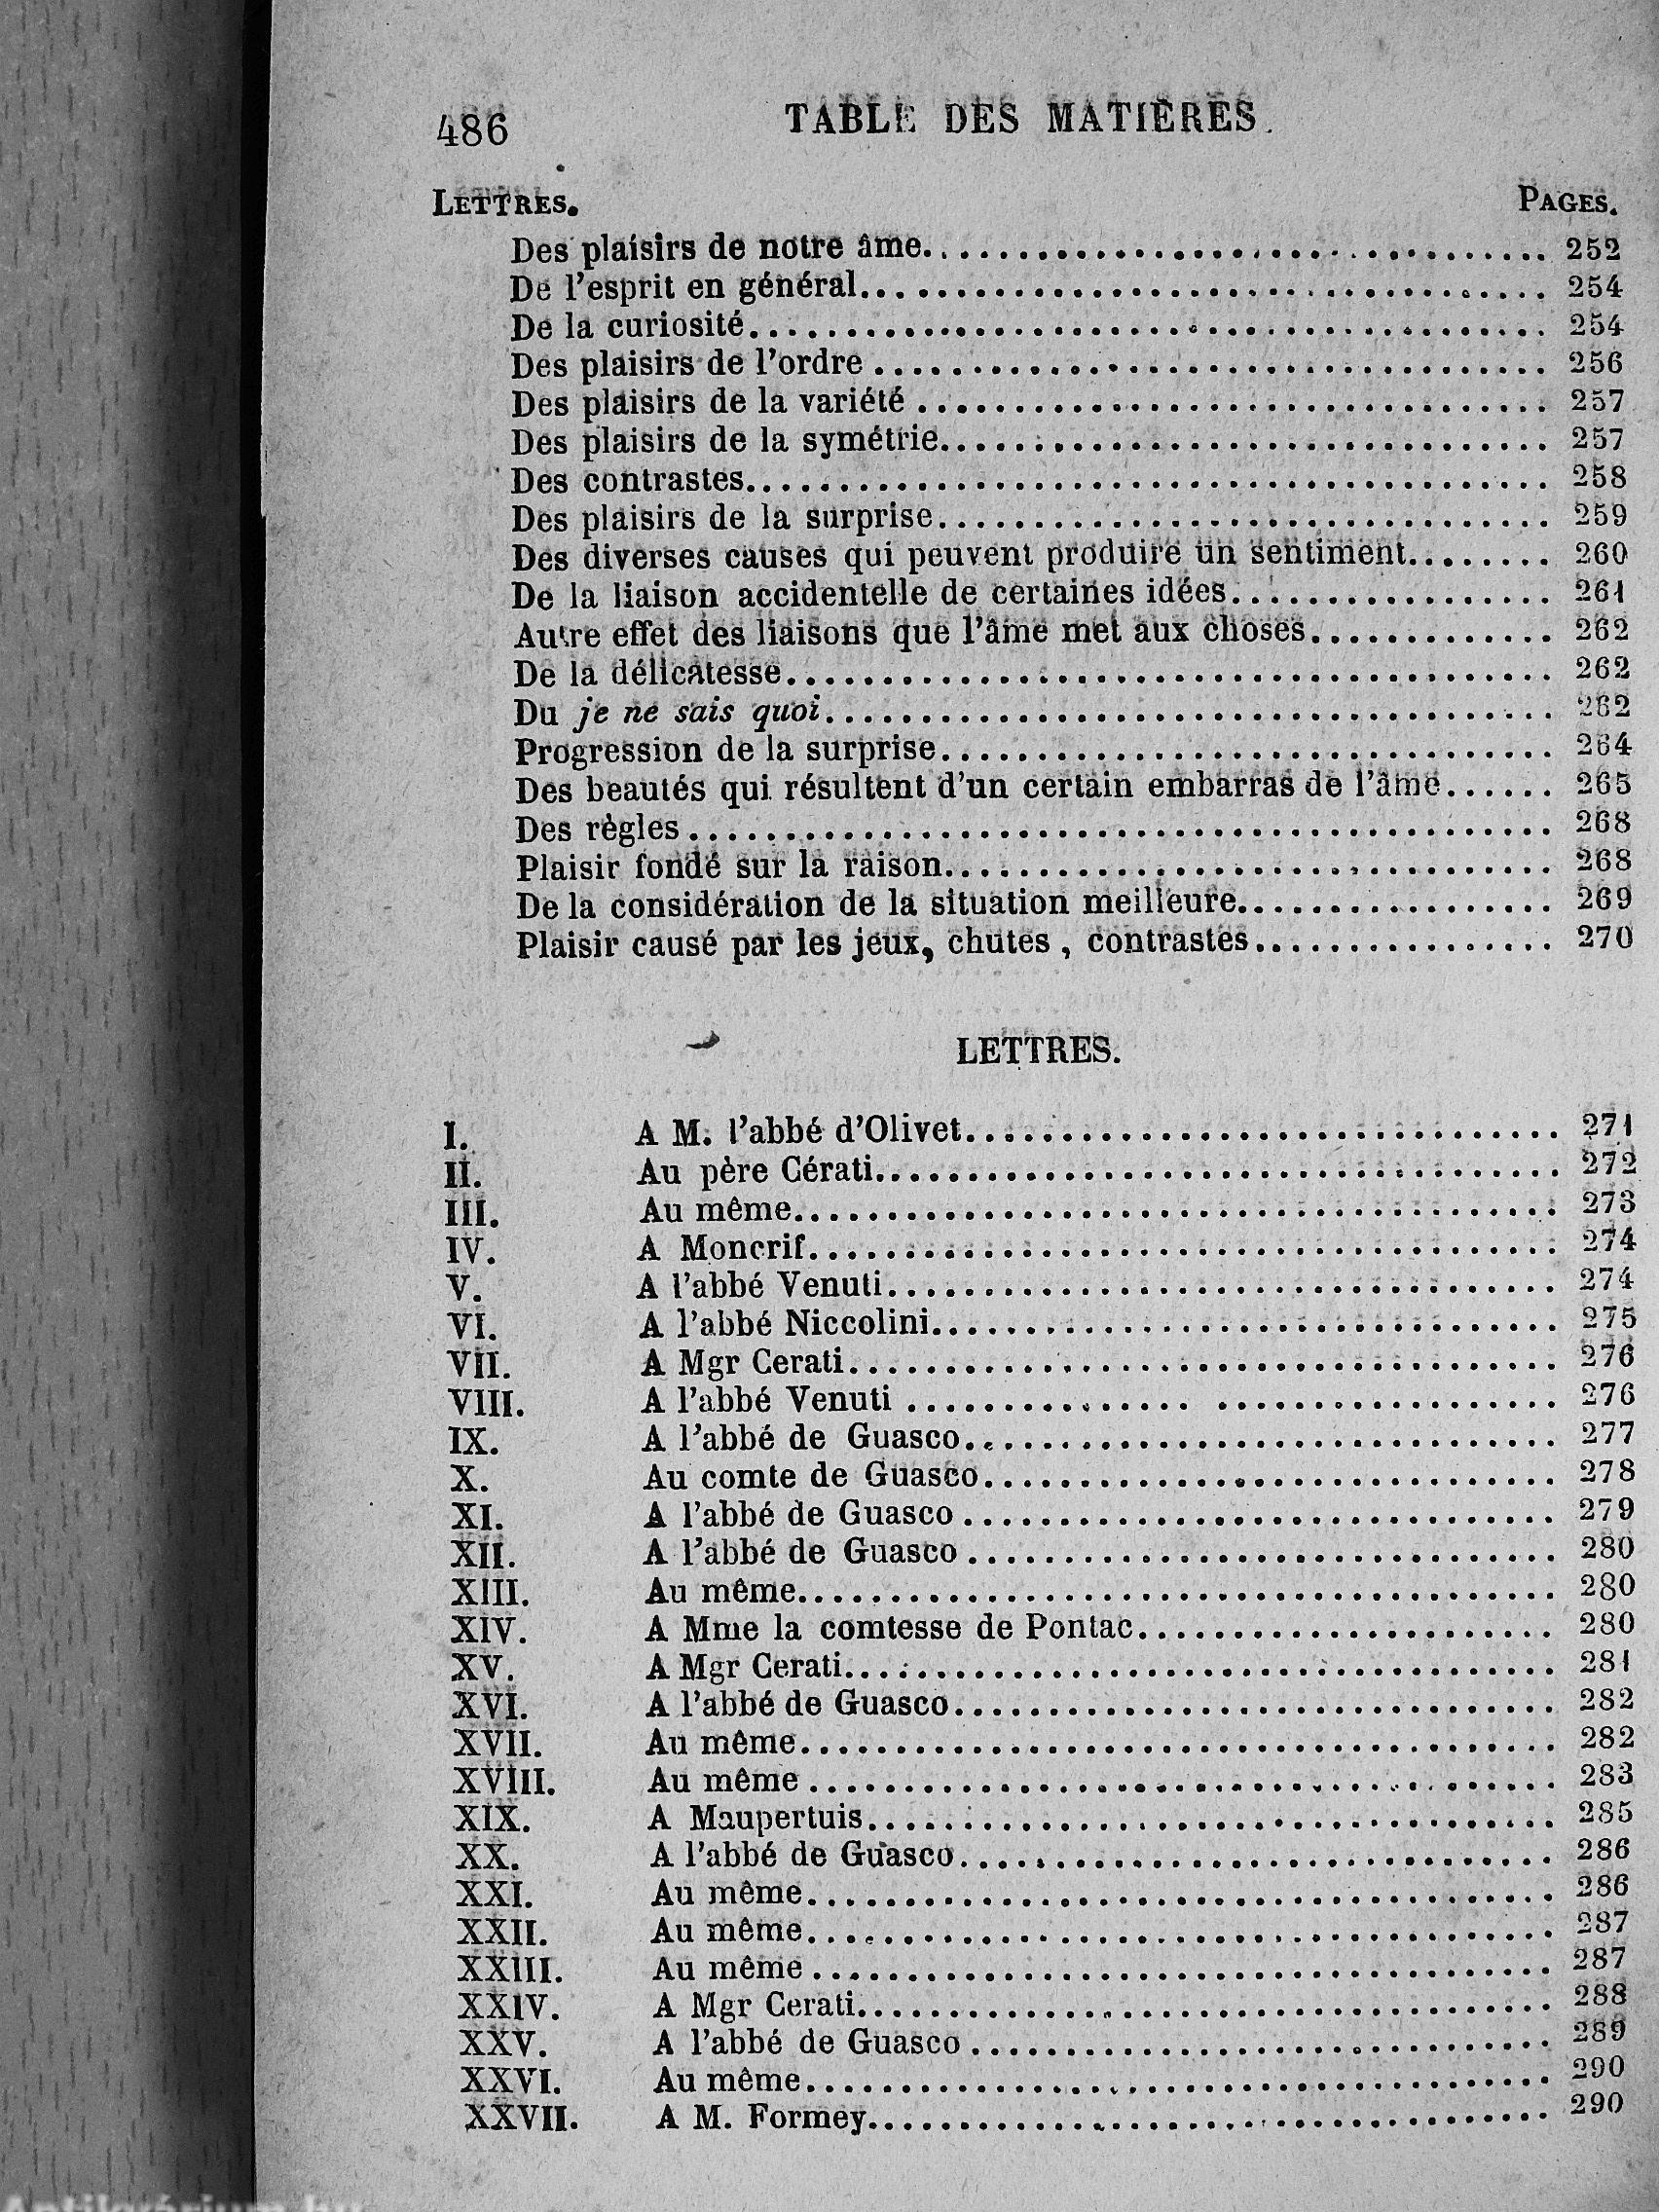 486 TABLE DES MATIÈRES.
LETTRES. PAGES.
Des plaisirs de notre âme........ 252
De l'esprit en général........ 254
De la curiosité........ 254
Des plaisirs de l'ordre........ 256
Des plaisirs de la variété........ 257
Des plaisirs de la symétrie........ 257
Des contrastes........ 258
Des plaisirs de la surprise........ 259
Des diverses causes qui peuvent produire un sentiment........ 260
De la liaison accidentelle de certaines idées........ 261
Autre effet des liaisons que l'âme met aux choses........ 262
De la délicatesse........ 262
Du je ne sais quoi........ 262
Progression de la surprise........ 264
Des beautés qui résultent d'un certain embarras de l'âme...... 265
Des règles........ 268
Plaisir fondé sur la raison........ 268
De la considération de la situation meilleure........ 269
Plaisir causé par les jeux, chutes, contrastes........ 270
LETTRES.
I. A M. l'abbé d'Olivet........ 271
II. Au père Cérati........ 272
III. Au même........ 273
IV. A Moncrif........ 274
V. A l'abbé Venuti........ 274
VI. A l'abbé Niccolini........ 275
VII. A Mgr Cerati........ 276
VIII. A l'abbé Venuti........ 276
IX. A l'abbé de Guasco........ 277
X. Au comte de Guasco........ 278
XI. A l'abbé de Guasco........ 279
XII. A l'abbé de Guasco........ 280
XIII. Au même........ 280
XIV. A Mme la comtesse de Pontac........ 280
XV. A Mgr Cerati........ 281
XVI. A l'abbé de Guasco........ 282
XVII. Au même........ 282
XVIII. Au même........ 283
XIX. A Maupertuis........ 285
XX. A l'abbé de Guasco........ 286
XXI. Au même........ 286
XXII. Au même........ 287
XXIII. Au même........ 287
XXIV. A Mgr Cerati........ 288
XXV. A l'abbé de Guasco........ 289
XXVI. Au même........ 290
XXVII. A M. Formey........ 290